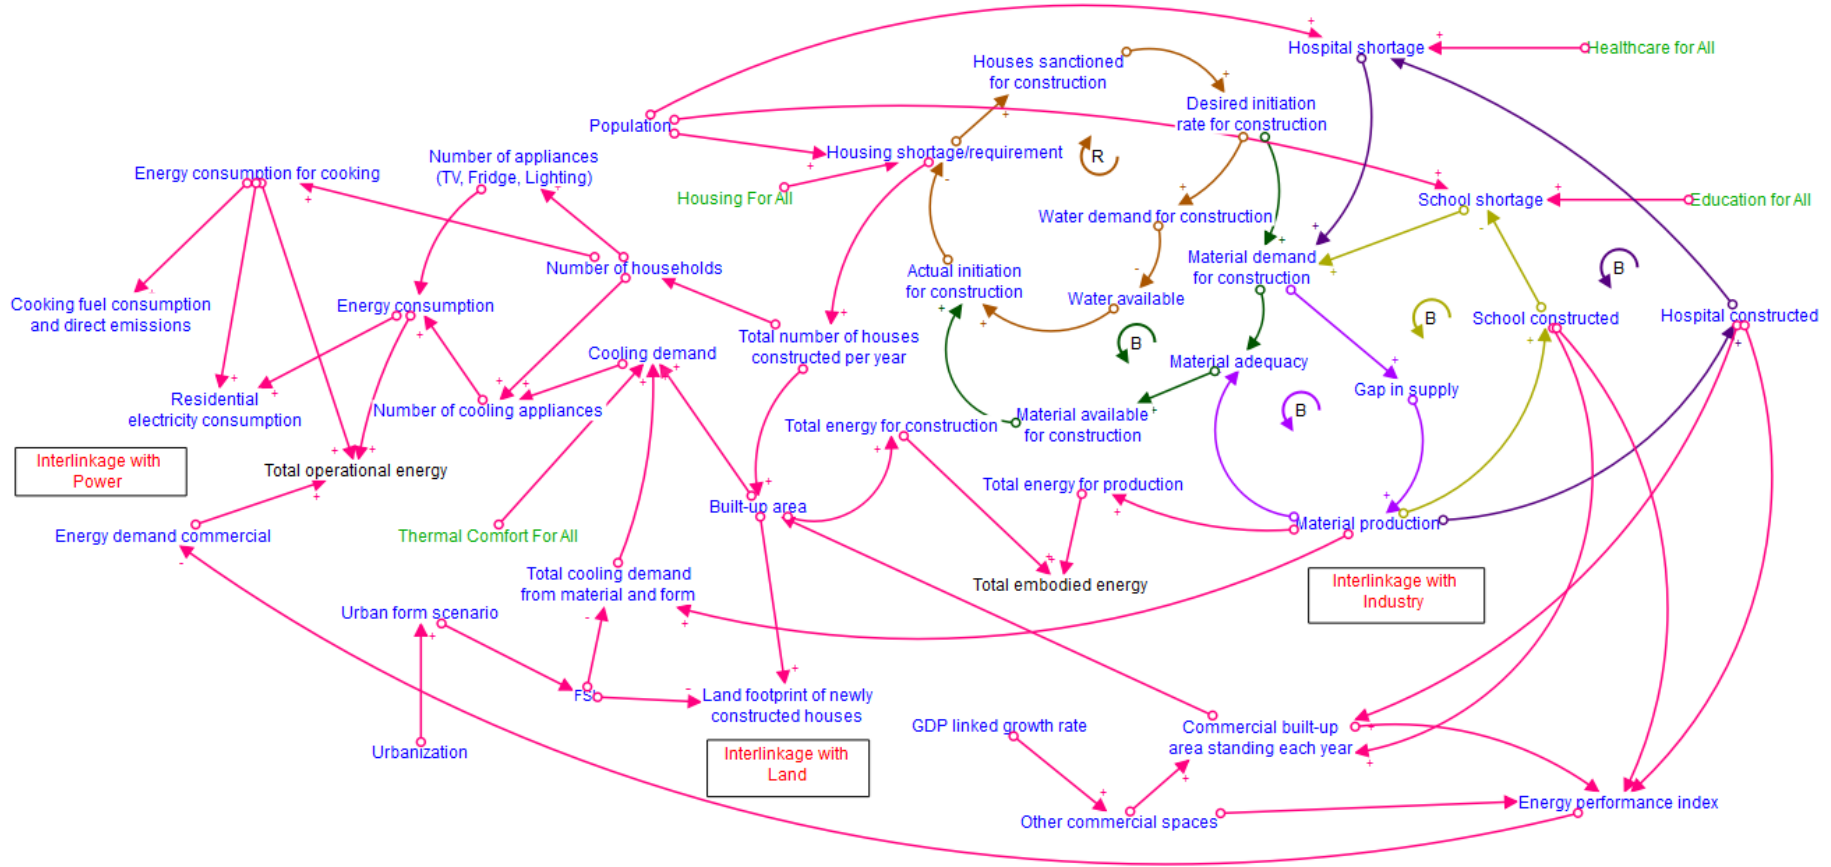 Hospital shortage
Healthcare for All
Houses sanctioned
for construction
Desired initiation
rate for construction
Population
Housing shortage/requirement
R
Number of appliances
(TV, Fridge, Lighting)
Energy consumption for cooking
Housing For All
School shortage
Education for All
Water demand for construction
Number of households
Actual initiation
for construction
Material demand
for construction
B
Cooking fuel consumption
and direct emissions
Energy consumption
Water available
School constructed
Hospital constructed
B
B
Total number of houses
constructed per year
Cooling demand
Material adequacy
Gap in supply
Residential
electricity consumption
Number of cooling appliances
B
Total energy for construction
Material available
for construction
Interlinkage with
Power
Total operational energy
Total energy for production
Built-up area
Material production
Energy demand commercial
Thermal Comfort For All
Total cooling demand
from material and form
Total embodied energy
Interlinkage with
Industry
Urban form scenario
FSI
Land footprint of newly
constructed houses
Urbanization
Interlinkage with
Land
GDP linked growth rate
Commercial built-up
area standing each year
Other commercial spaces
Energy performance index